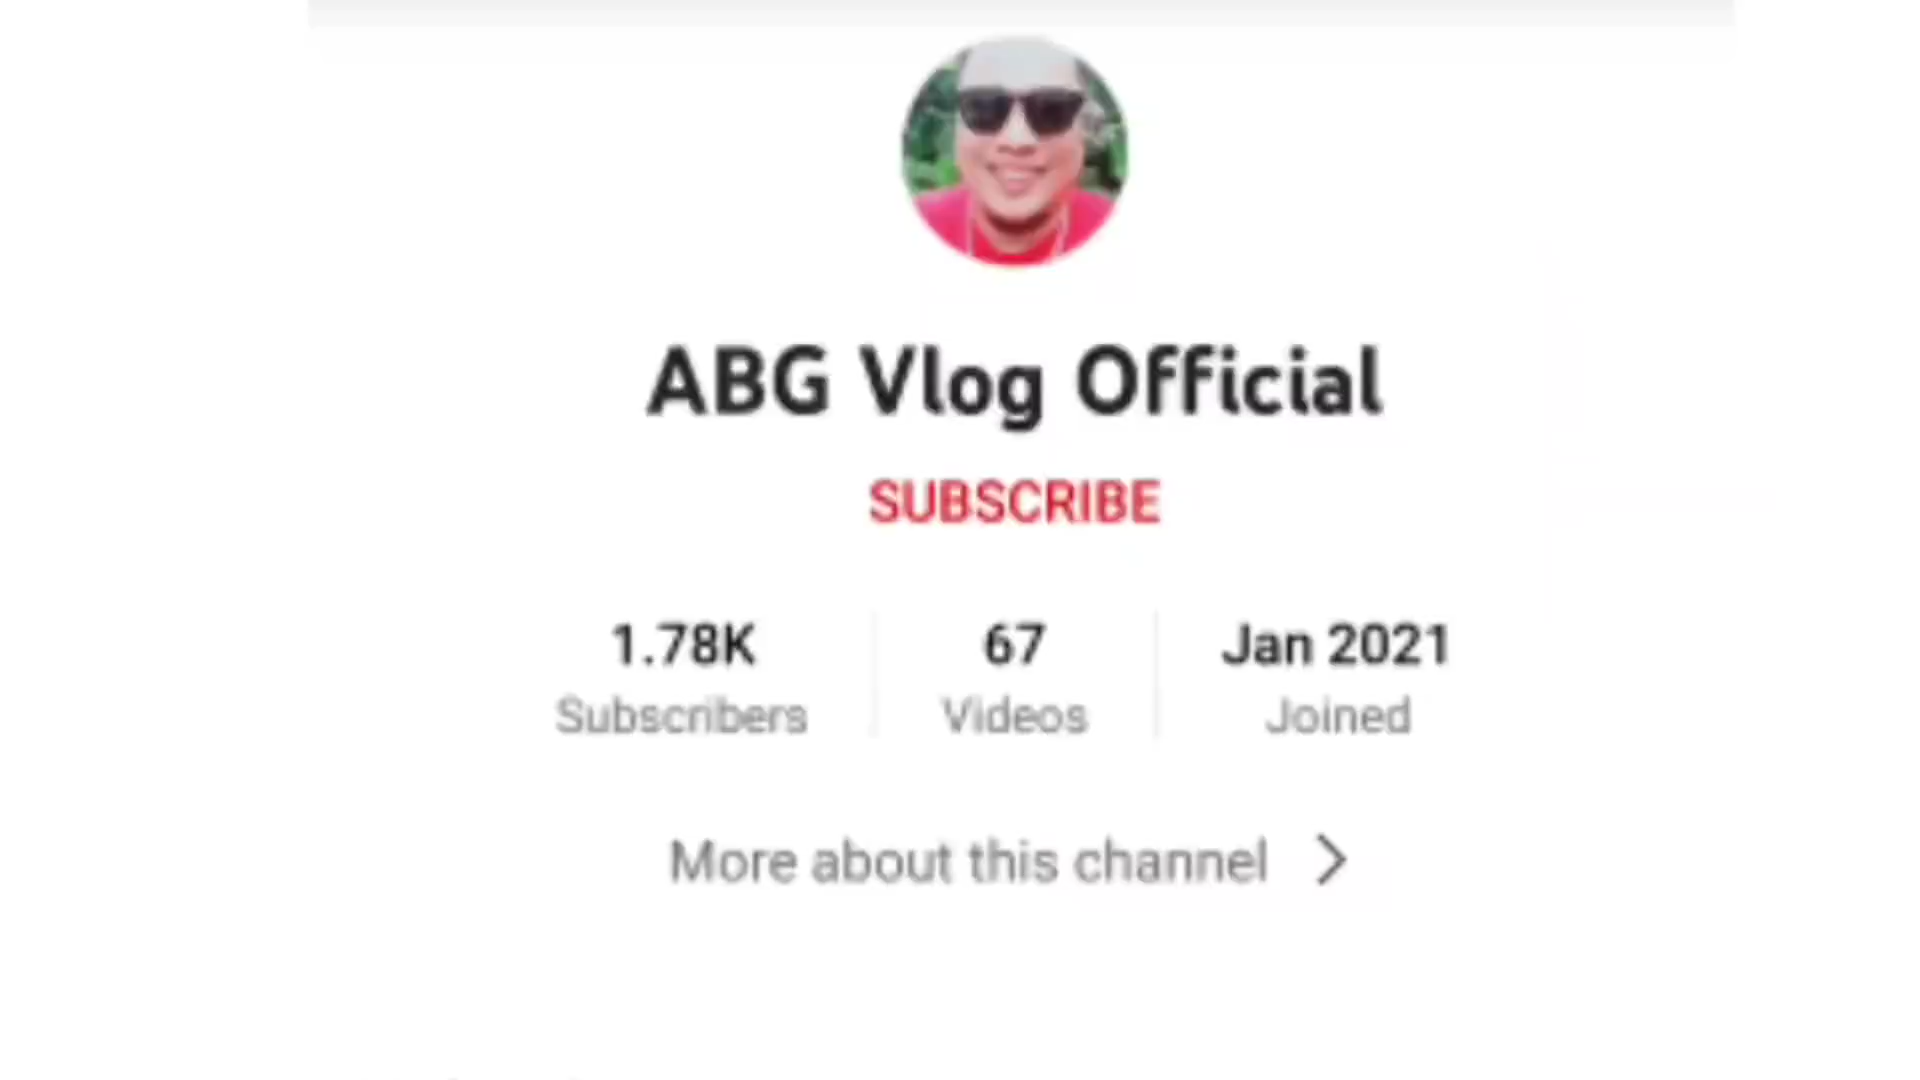 ABG Vlog Official
SUBSCRIBE
1.78K 67 Jan 2021
Subscribers Videos Joined
More about this channel